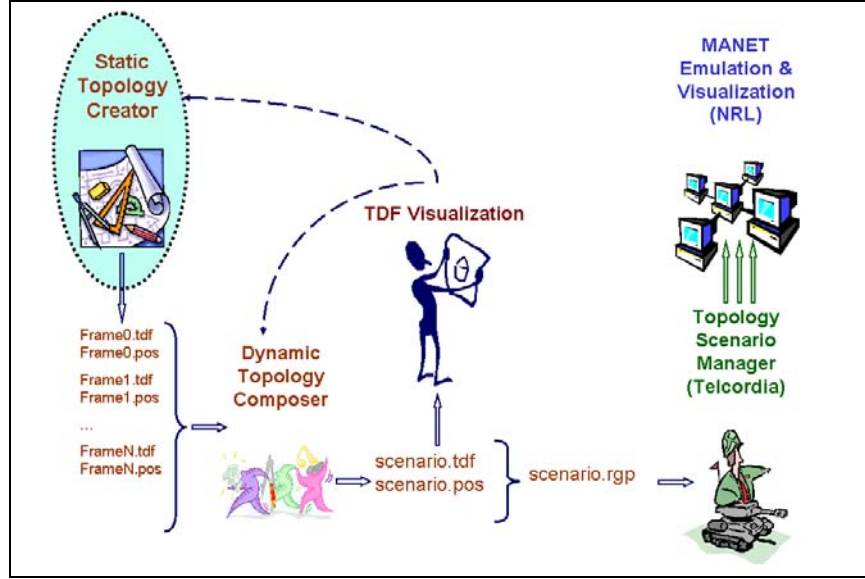 Static
Topology
Creator
MANET
Emulation &
Visualization
(NRL)
TDF Visualization
Topology
Scenario
Manager
(Telcordia)
Frame0.tdf
Frame0.pos
Frame1.tdf
Frame1.pos
...
FrameN.tdf
FrameN.pos
Dynamic
Topology
Composer
scenario.tdf
scenario.pos
scenario.rgp